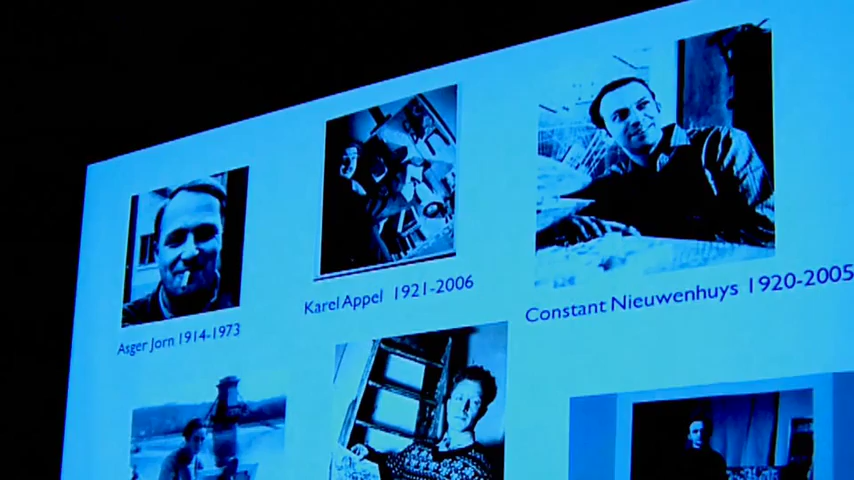 Asger Jorn 1914-1973
Karel Appel 1921-2006
Constant Nieuwenhuys 1920-2005